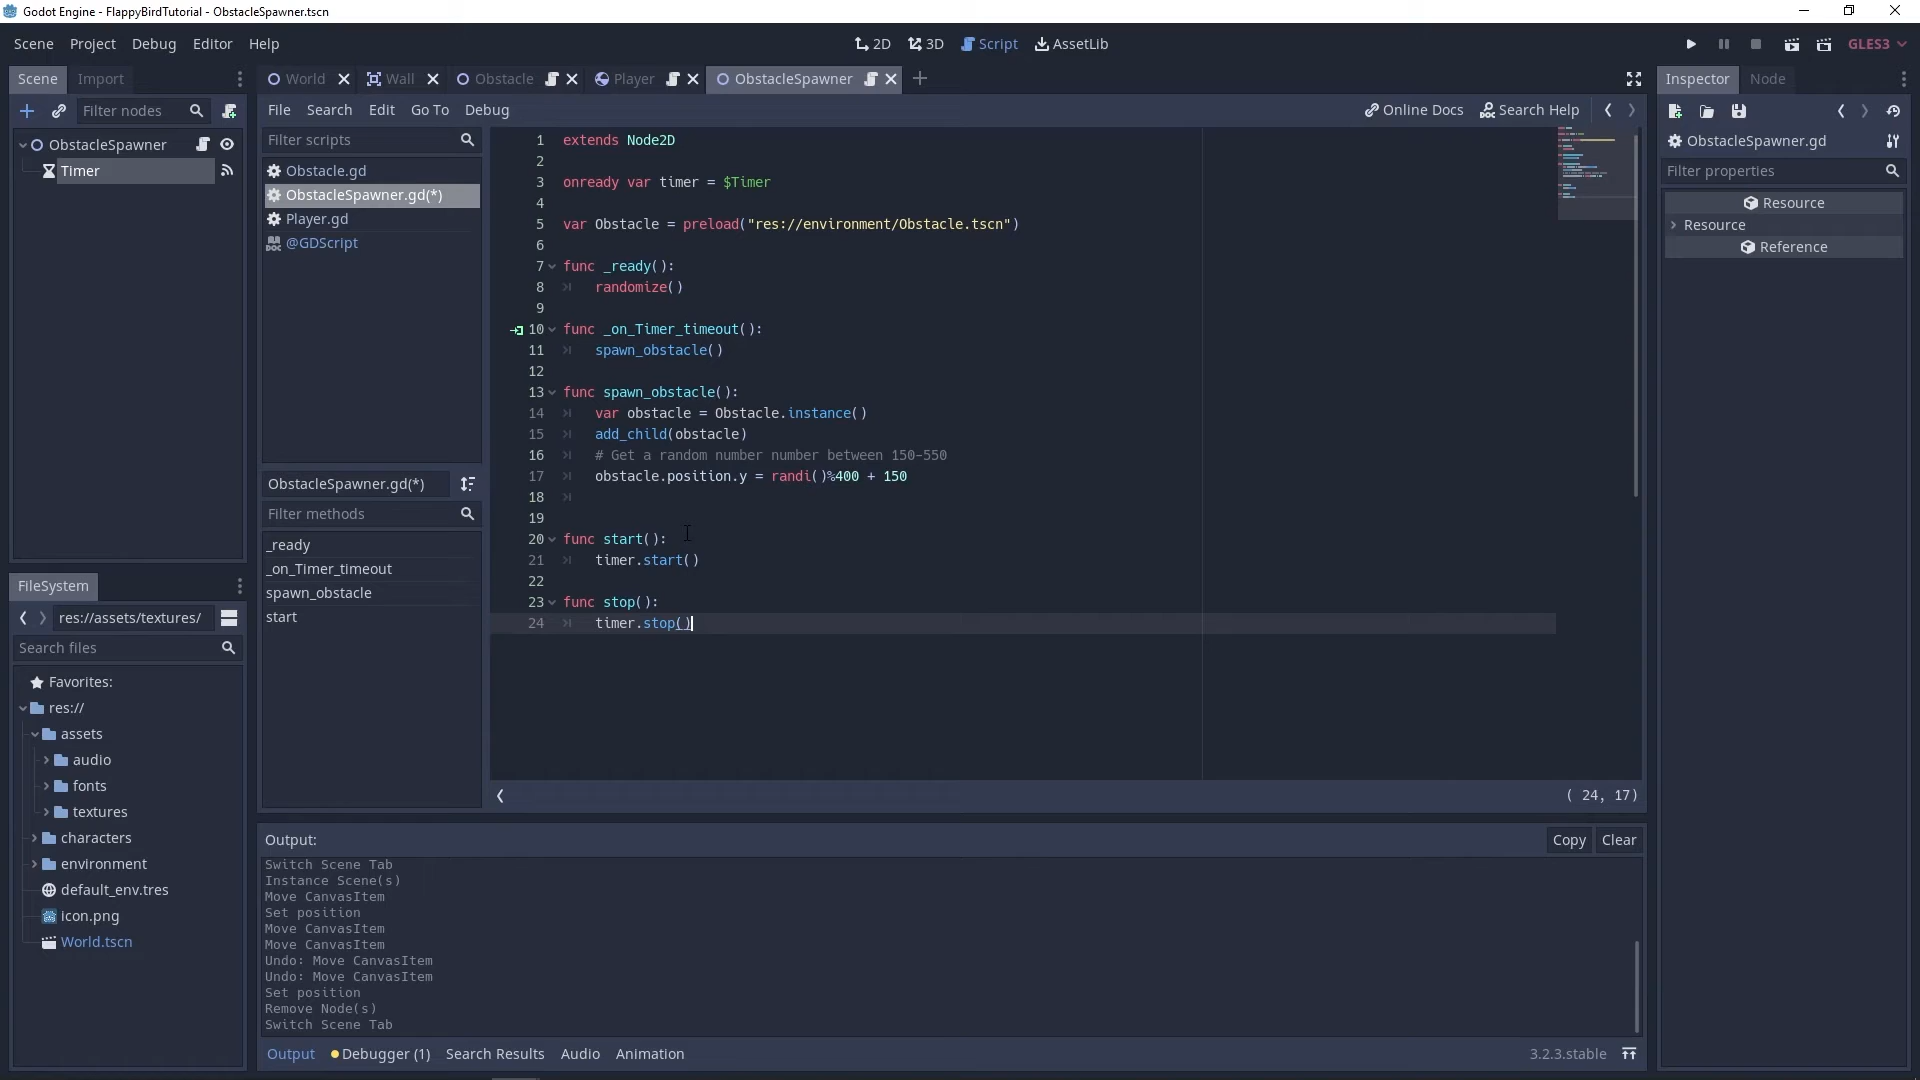 Godot Engine - FlappyBirdTutorial - ObstacleSpawner.tscn
Scene Project Debug Editor Help
2D 3D Script AssetLib
GLES3
Scene Import
World Wall Obstacle Player ObstacleSpawner
Inspector Node
Filter nodes
File Search Edit Go To Debug
Online Docs Search Help
ObstacleSpawner
Timer
Filter scripts
Obstacle.gd
ObstacleSpawner.gd(*)
Player.gd
@GDScript
ObstacleSpawner.gd(*)
Filter methods
_ready
_on_Timer_timeout
spawn_obstacle
start
1 extends Node2D
2
3 onready var timer = $Timer
4
5 var Obstacle = preload("res://environment/Obstacle.tscn")
6
7 func _ready():
8 randomize()
9
10 func _on_Timer_timeout():
11 spawn_obstacle()
12
13 func spawn_obstacle():
14 var obstacle = Obstacle.instance()
15 add_child(obstacle)
16 # Get a random number number between 150-550
17 obstacle.position.y = randi()%400 + 150
18
19
20 func start():
21 timer.start()
22
23 func stop():
24 timer.stop()
( 24, 17)
ObstacleSpawner.gd
Filter properties
Resource
Resource
Reference
FileSystem
res://assets/textures/
Search files
Favorites:
res://
assets
audio
fonts
textures
characters
environment
default_env.tres
icon.png
World.tscn
Output:
Copy Clear
Switch Scene Tab
Instance Scene(s)
Move CanvasItem
Set position
Move CanvasItem
Move CanvasItem
Undo: Move CanvasItem
Undo: Move CanvasItem
Set position
Remove Node(s)
Switch Scene Tab
Output Debugger (1) Search Results Audio Animation
3.2.3.stable